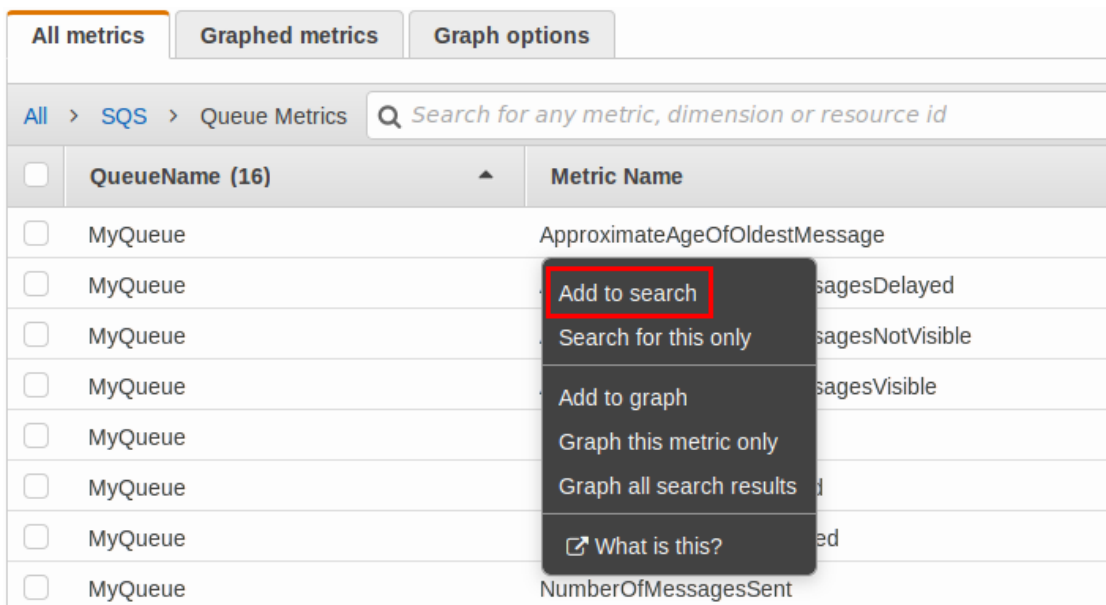 All metrics Graphed metrics Graph options
All > SQS > Queue Metrics Search for any metric, dimension or resource id
QueueName (16) Metric Name
MyQueue ApproximateAgeOfOldestMessage
MyQueue sagesDelayed
Add to search
MyQueue sagesNotVisible
Search for this only
MyQueue sagesVisible
Add to graph
MyQueue
Graph this metric only
MyQueue
Graph all search results
MyQueue ed
What is this?
MyQueue NumberOfMessagesSent